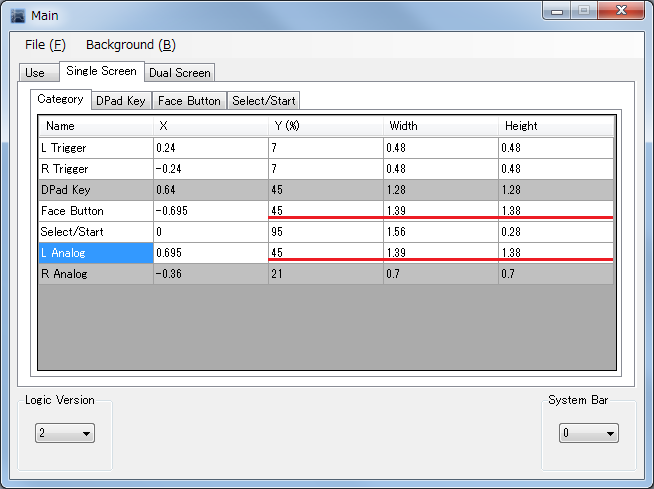 Main
File (F) Background (B)
Use Single Screen Dual Screen
Category DPad Key Face Button Select/Start
Name X Y (%) Width Height
L Trigger 0.24 7 0.48 0.48
R Trigger -0.24 7 0.48 0.48
DPad Key 0.64 45 1.28 1.28
Face Button -0.695 45 1.39 1.38
Select/Start 0 95 1.56 0.28
L Analog 0.695 45 1.39 1.38
R Analog -0.36 21 0.7 0.7
Logic Version System Bar
2 0